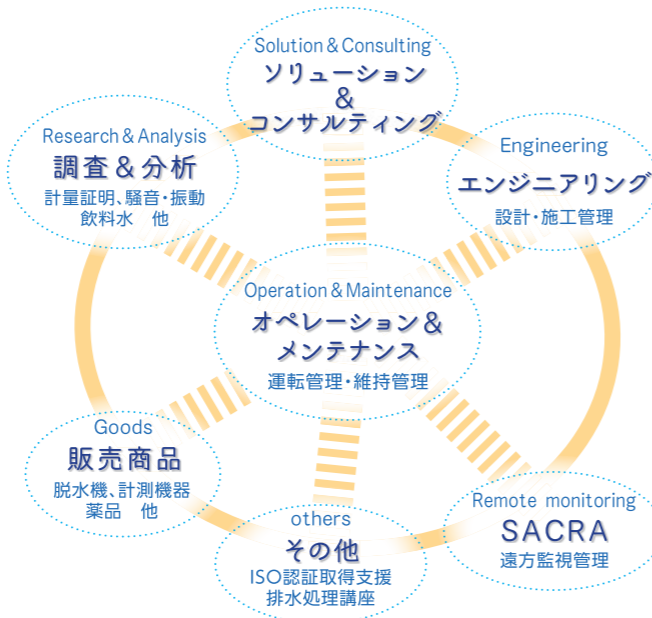 Solution & Consulting
ソリューション
&
コンサルティング
Research & Analysis
調査&分析
計量証明、騒音・振動
飲料水　他
Engineering
エンジニアリング
設計・施工管理
Operation & Maintenance
オペレーション&
メンテナンス
運転管理・維持管理
Goods
販売商品
脱水機、計測機器
薬品　他
others
その他
ISO認証取得支援
排水処理講座
Remote monitoring
SACRA
遠方監視管理